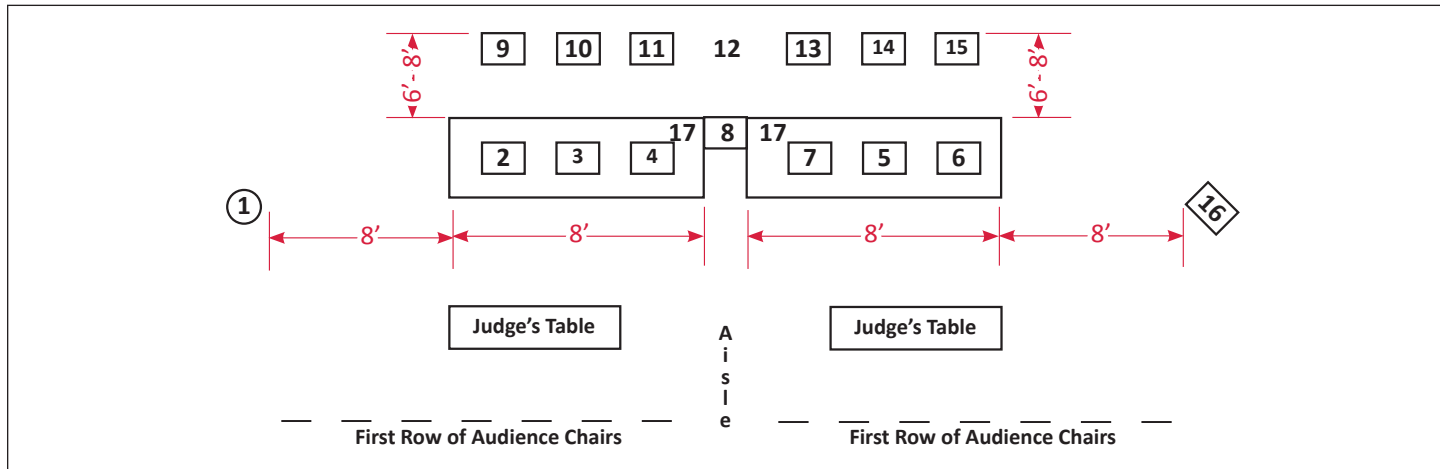 9 10 11 12 13 14 15
6’ - 8’ 6’ - 8’
17 8 17
2 3 4 7 5 6
1 16
8’ 8’ 8’ 8’
Judge’s Table Judge’s Table
Aisle
First Row of Audience Chairs First Row of Audience Chairs